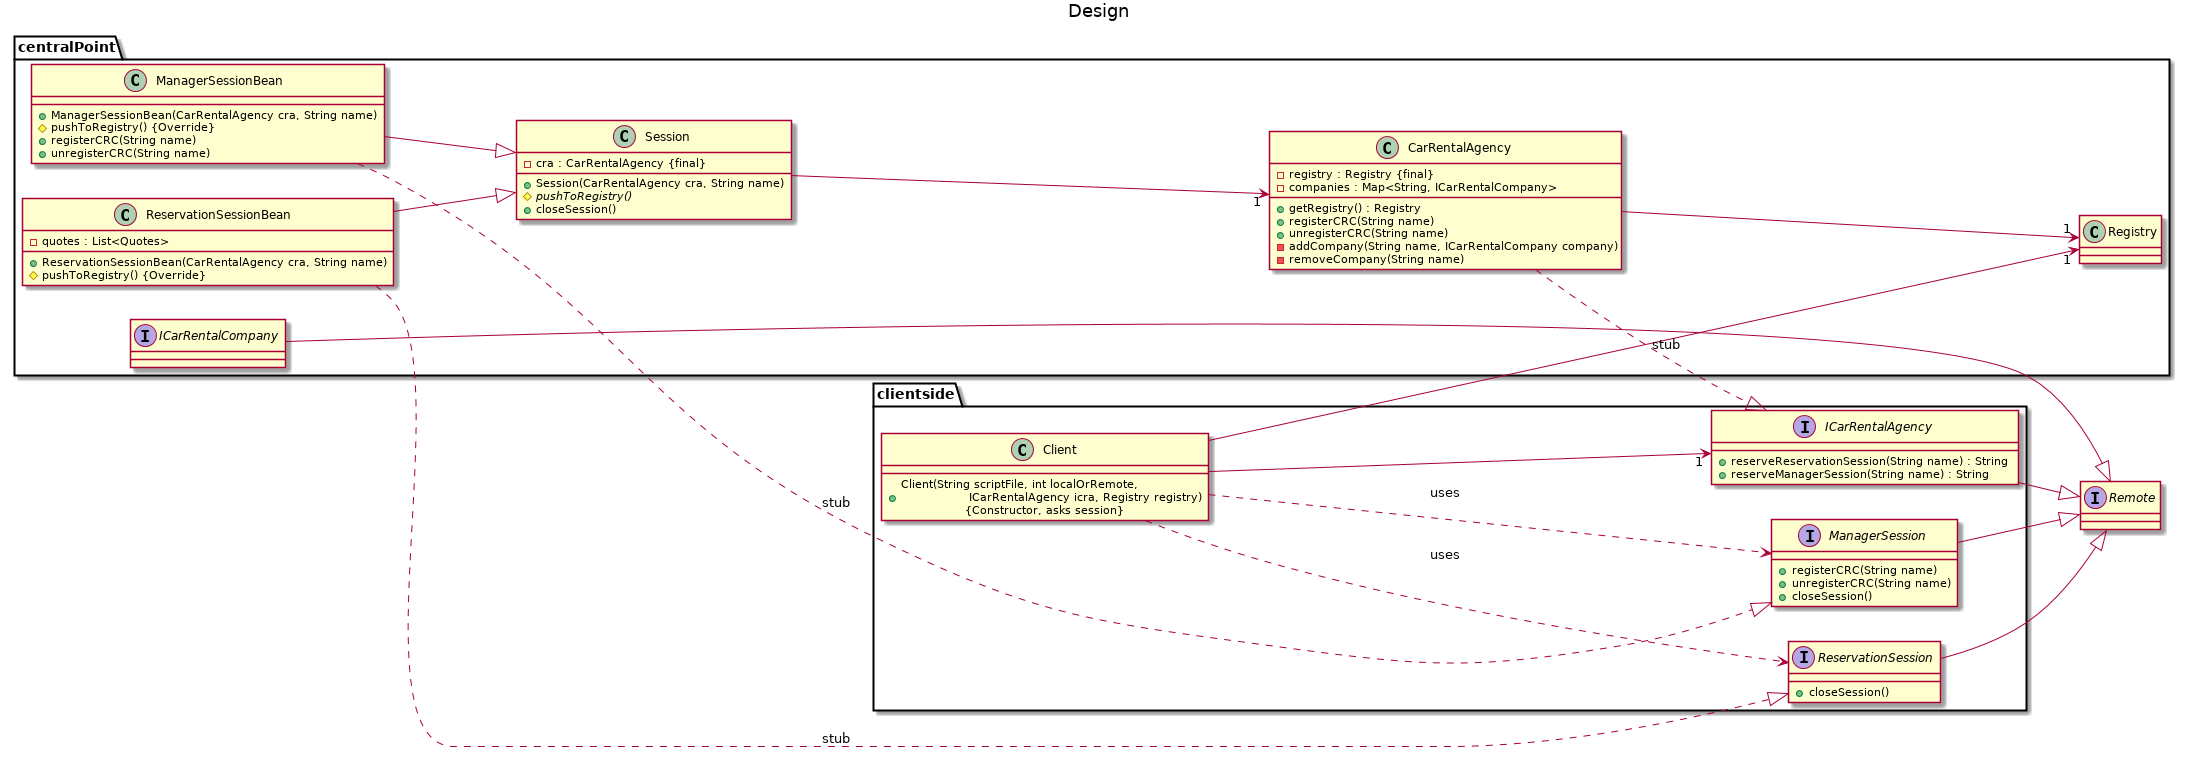 Design
centralPoint
C ManagerSessionBean
ManagerSessionBean(CarRentalAgency cra, String name)
pushToRegistry() {Override}
registerCRC(String name)
unregisterCRC(String name)
C Session
cra : CarRentalAgency {final}
Session(CarRentalAgency cra, String name)
pushToRegistry()
closeSession()
C CarRentalAgency
registry : Registry {final}
companies : Map<String, ICarRentalCompany>
getRegistry() : Registry
registerCRC(String name)
unregisterCRC(String name)
addCompany(String name, ICarRentalCompany company)
removeCompany(String name)
C ReservationSessionBean
quotes : List<Quotes>
ReservationSessionBean(CarRentalAgency cra, String name)
pushToRegistry() {Override}
1
1
C Registry
1
I ICarRentalCompany
stub
clientside
C Client
Client(String scriptFile, int localOrRemote,
ICarRentalAgency icra, Registry registry)
{Constructor, asks session}
I ICarRentalAgency
reserveReservationSession(String name) : String
reserveManagerSession(String name) : String
1
I Remote
uses
stub
I ManagerSession
registerCRC(String name)
unregisterCRC(String name)
closeSession()
uses
I ReservationSession
closeSession()
stub